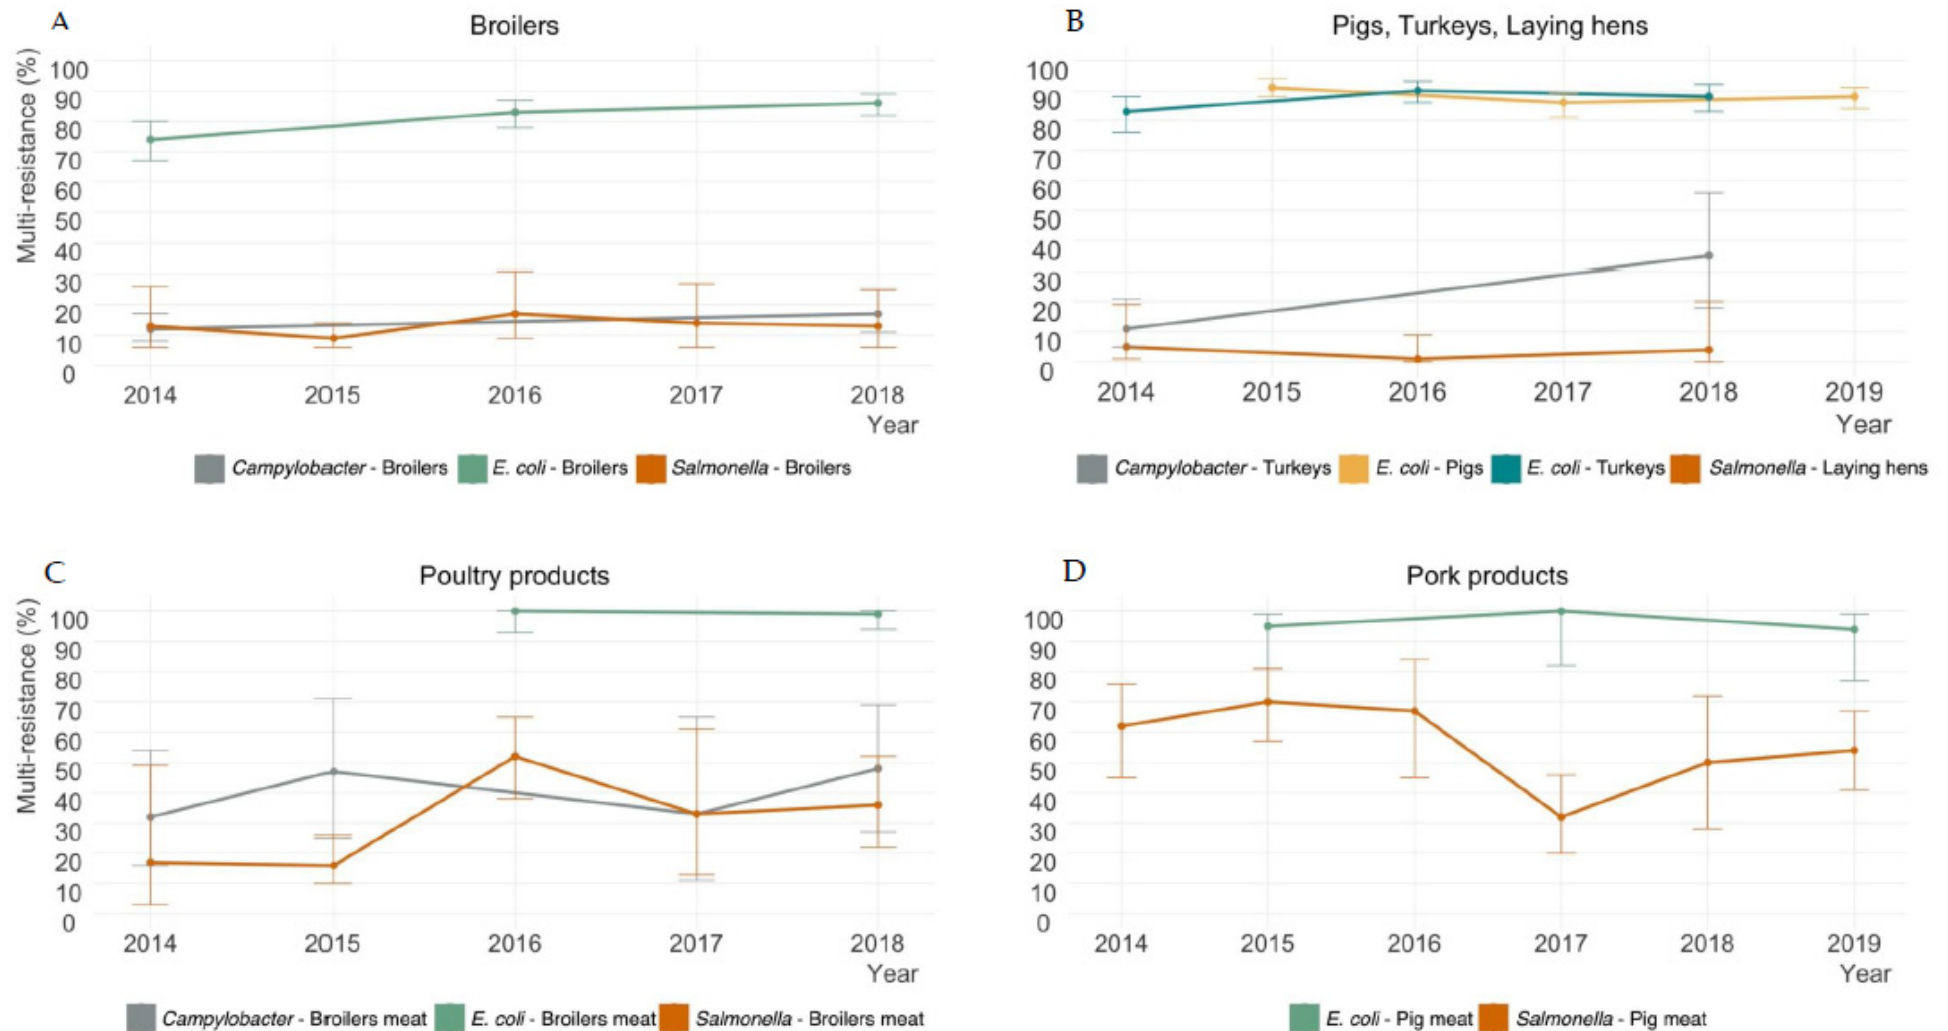 A
Broilers
Multi-resistance (%)
100
90
80
70
60
50
40
30
20
10
0
2014 2015 2016 2017 2018
Year
Campylobacter - Broilers E. coli - Broilers Salmonella - Broilers
B
Pigs, Turkeys, Laying hens
100
90
80
70
60
50
40
30
20
10
0
2014 2015 2016 2017 2018 2019
Year
Campylobacter - Turkeys E. coli - Pigs E. coli - Turkeys Salmonella - Laying hens
C
Poultry products
Multi-resistance (%)
100
90
80
70
60
50
40
30
20
10
0
2014 2015 2016 2017 2018
Year
Campylobacter - Broilers meat E. coli - Broilers meat Salmonella - Broilers meat
D
Pork products
100
90
80
70
60
50
40
30
20
10
0
2014 2015 2016 2017 2018 2019
Year
E. coli - Pig meat Salmonella - Pig meat